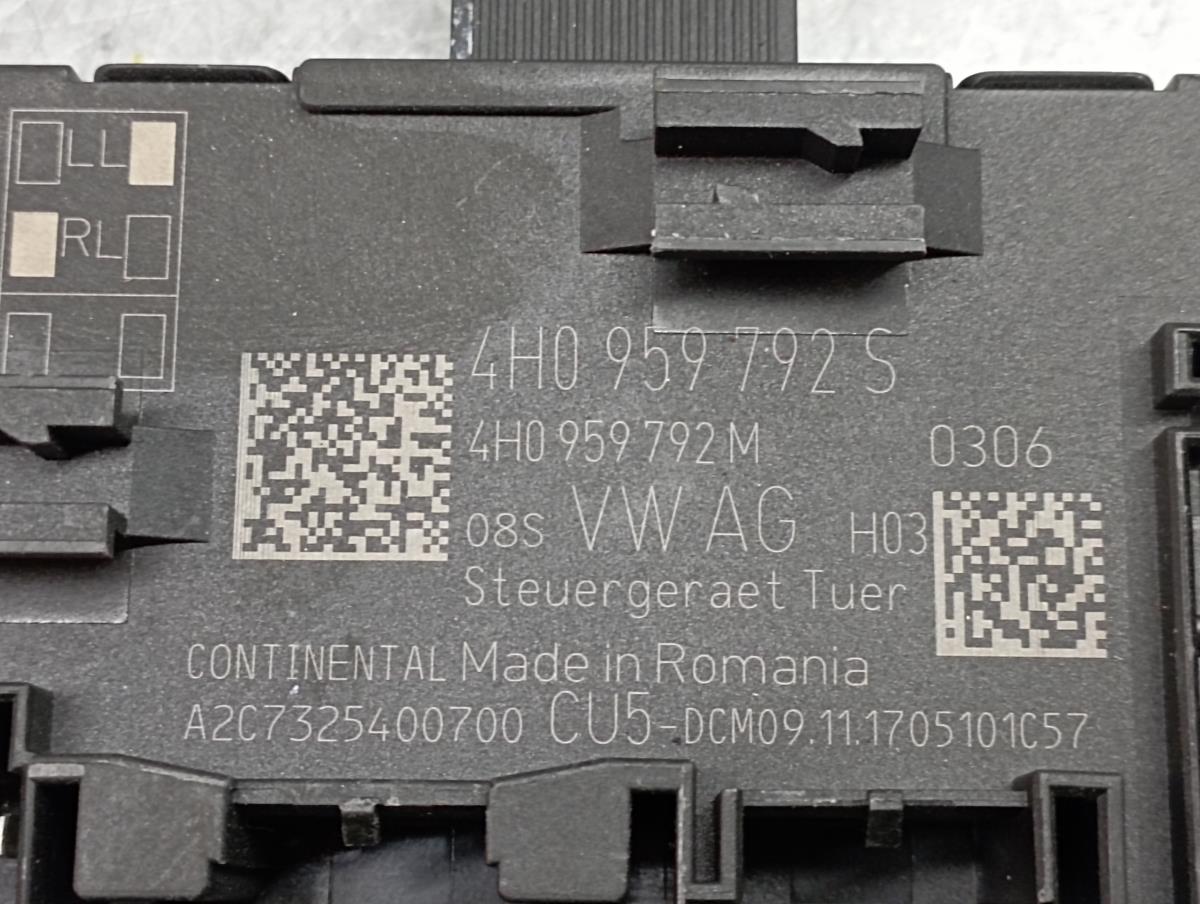 LL
RL
4H0 959 792 S
4H0 959 792 M
0306
08S VW AG H03
Steuergeraet Tuer
CONTINENTAL Made in Romania
A2C7325400700 CU5-DCM09.11.1705101C57